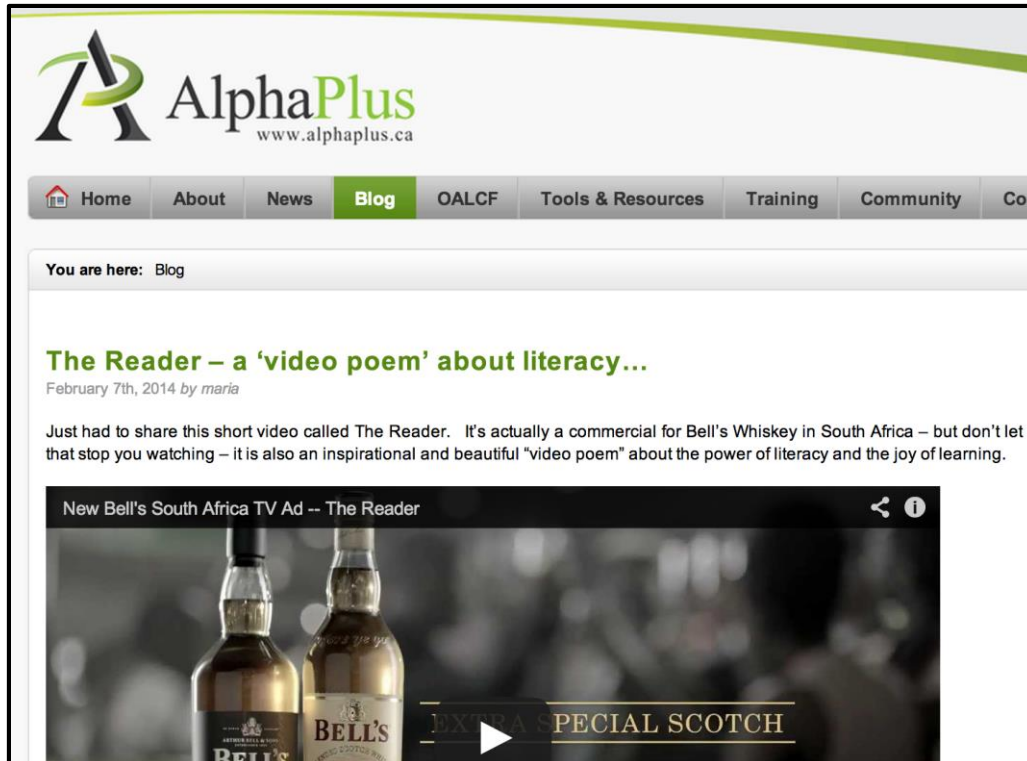 AlphaPlus
www.alphaplus.ca
Home About News Blog OALCF Tools & Resources Training Community Co
You are here: Blog
The Reader – a ‘video poem’ about literacy…
February 7th, 2014 by maria
Just had to share this short video called The Reader. It's actually a commercial for Bell's Whiskey in South Africa – but don't let
that stop you watching – it is also an inspirational and beautiful “video poem” about the power of literacy and the joy of learning.
New Bell's South Africa TV Ad -- The Reader
EXTRA SPECIAL SCOTCH
BELL'S
BELL'S